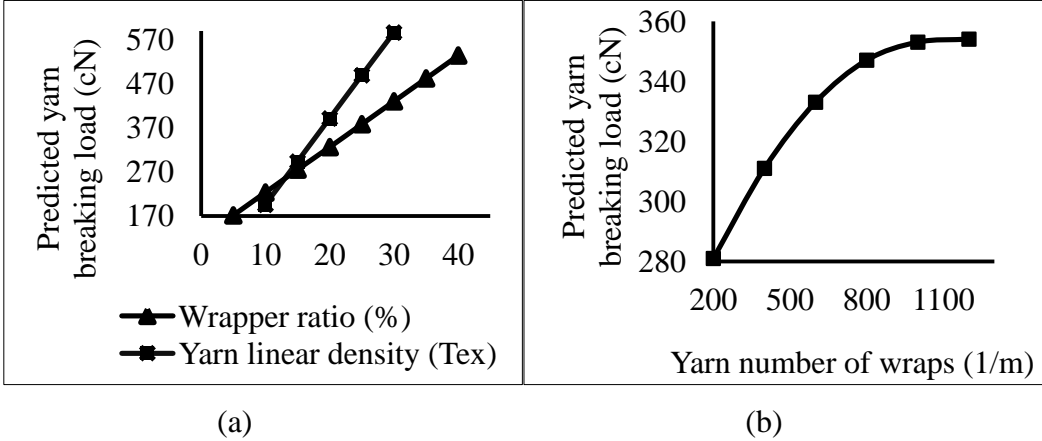 Predicted yarn
breaking load (cN)
570
470
370
270
170
0 10 20 30 40
Wrapper ratio (%)
Yarn linear density (Tex)
(a)
Predicted yarn
breaking load (cN)
360
340
320
300
280
200 500 800 1100
Yarn number of wraps (1/m)
(b)